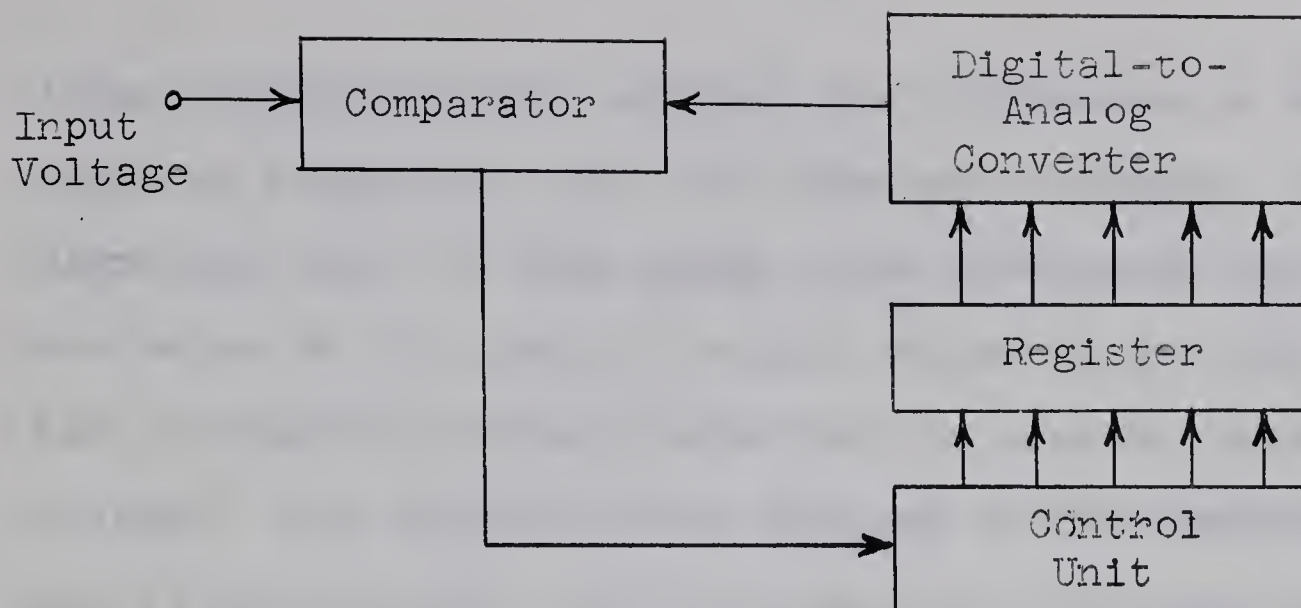 Input
Voltage
Comparator
Digital-to-
Analog
Converter
Register
Control
Unit